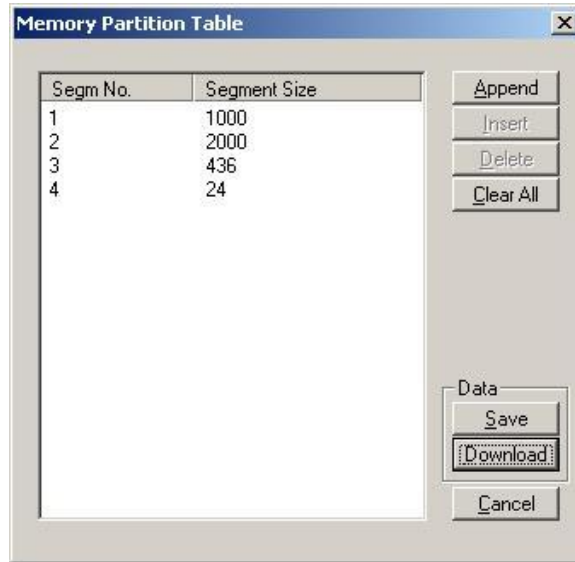 Memory Partition Table
Segm No. Segment Size
1 1000
2 2000
3 436
4 24
Append
Insert
Delete
Clear All
Data
Save
Download
Cancel